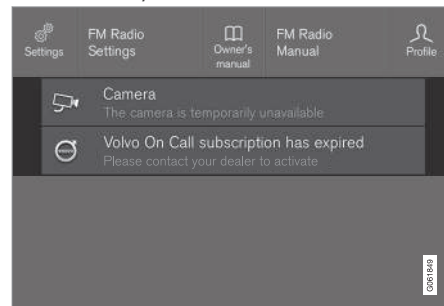 FM Radio
Settings
Settings
Owner's
manual
FM Radio
Manual
Profile
Camera
The camera is temporarily unavailable
Volvo On Call subscription has expired
Please contact your dealer to activate
G061849